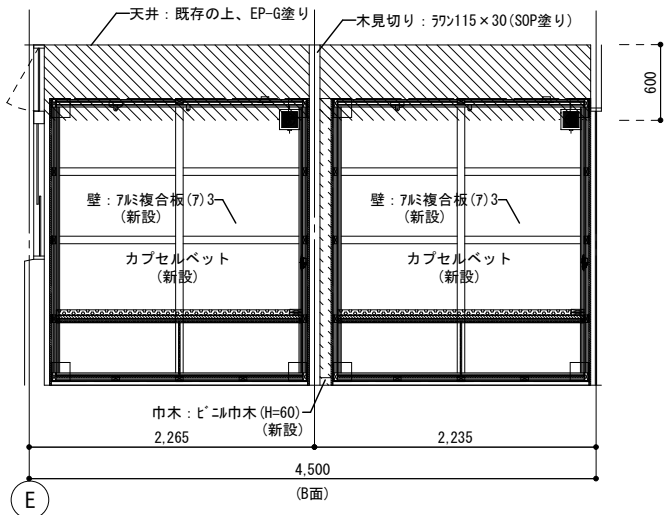 天井：既存の上、EP-G塗り
木見切り：ﾗﾜﾝ115×30(SOP塗り)
600
壁：ｱﾙﾐ複合板(ｱ)3
(新設)
カプセルベット
(新設)
壁：ｱﾙﾐ複合板(ｱ)3
(新設)
カプセルベット
(新設)
巾木：ﾋﾞﾆﾙ巾木(H=60)
(新設)
2,265
2,235
4,500
(B面)
E